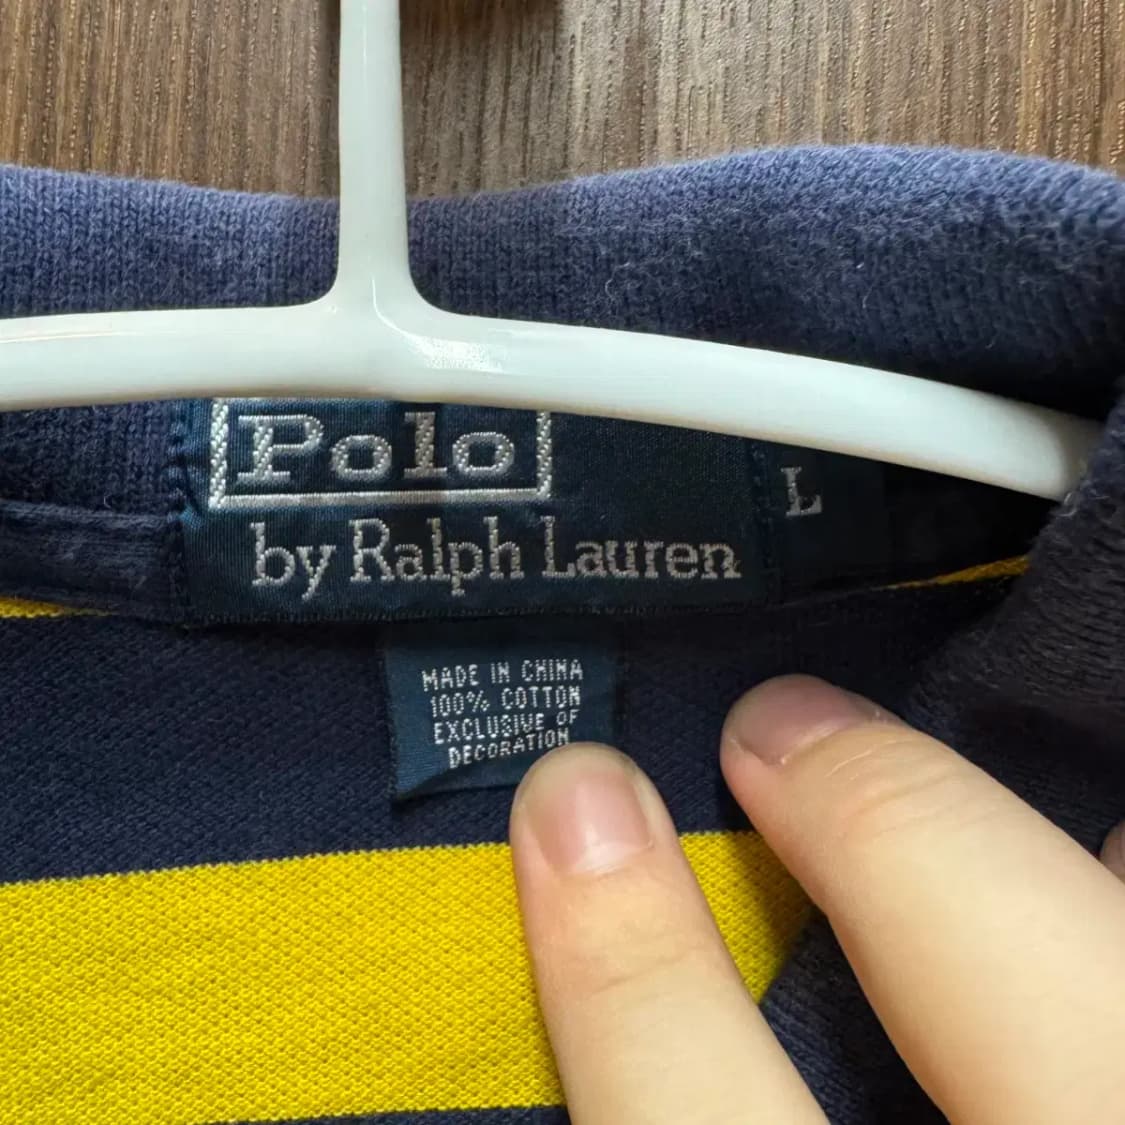 Polo
by Ralph Lauren
L
MADE IN CHINA
100% COTTON
EXCLUSIVE OF
DECORATION